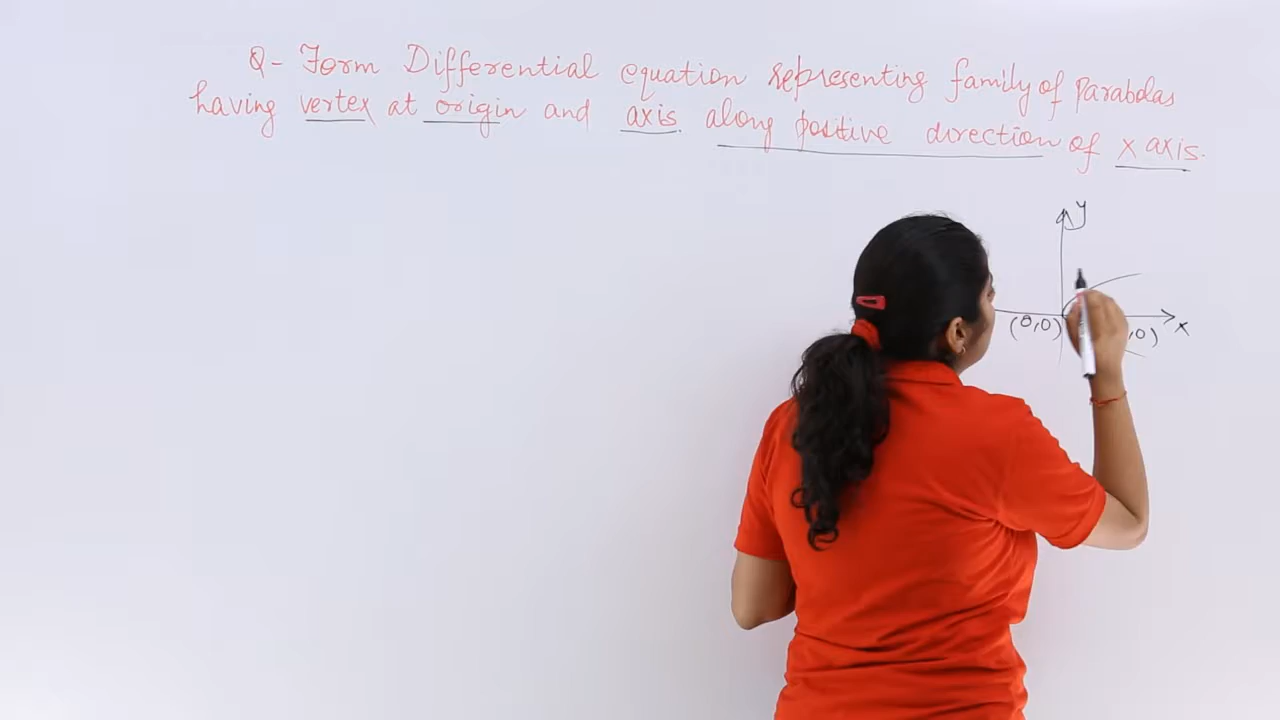 Q- Form Differential equation representing family of Parabolas
having vertex at origin and axis along positive direction of x axis.
y
(0,0)
,0)
x